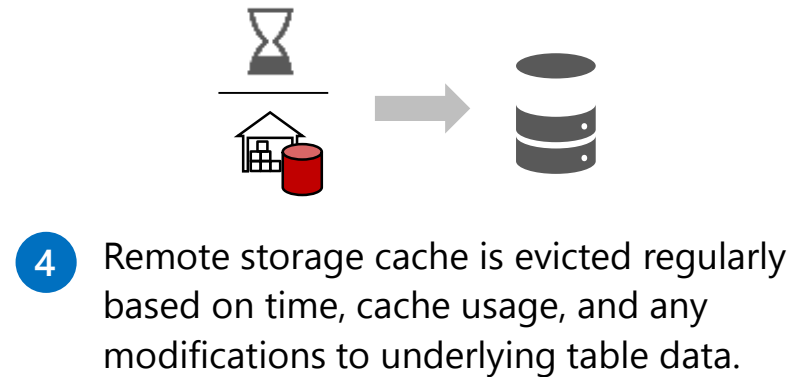 4
Remote storage cache is evicted regularly
based on time, cache usage, and any
modifications to underlying table data.